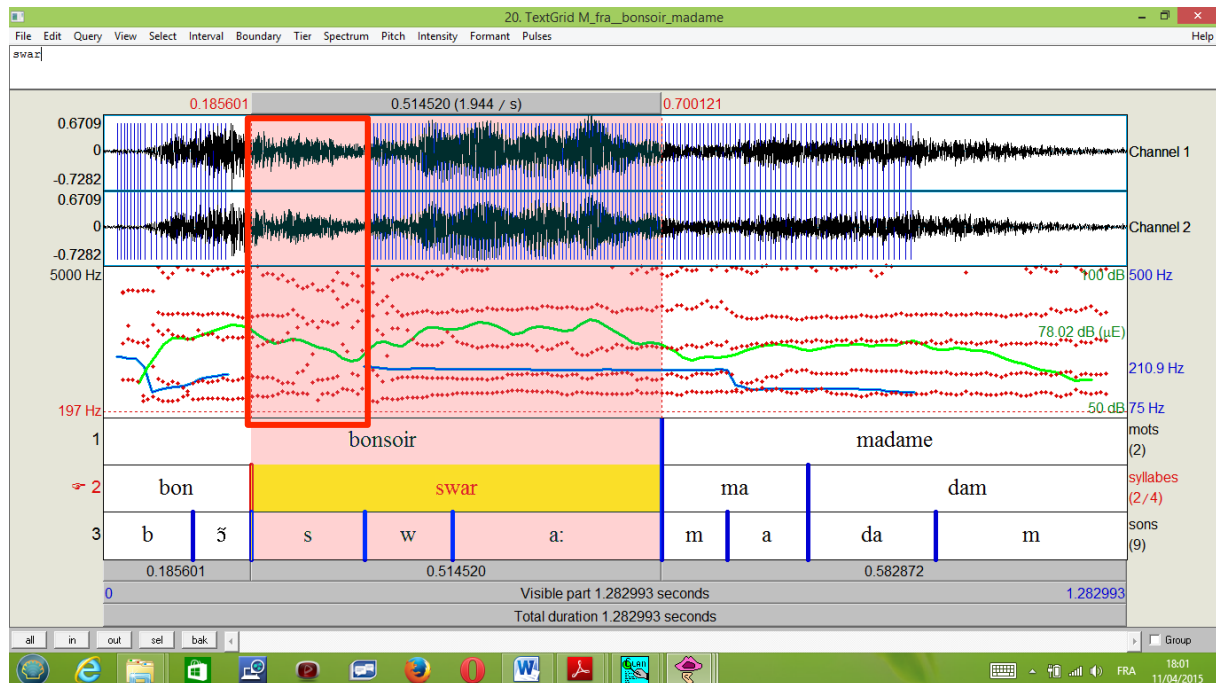 20. TextGrid M_fra__bonsoir_madame
File Edit Query View Select Interval Boundary Tier Spectrum Pitch Intensity Formant Pulses Help
swar
0.185601 0.514520 (1.944 / s) 0.700121
0.6709
0 Channel 1
-0.7282
0.6709
0 Channel 2
-0.7282
5000 Hz 100 dB 500 Hz
78.02 dB (µE)
210.9 Hz
197 Hz 50 dB 75 Hz
1 bonsoir madame mots
(2)
2 bon swar ma dam syllabes
(2/4)
3 b ɔ̃ s w a: m a da m sons
(9)
0.185601 0.514520 0.582872
0 Visible part 1.282993 seconds 1.282993
Total duration 1.282993 seconds
all in out sel bak Group
CLAN
FRA 18:01
11/04/2015